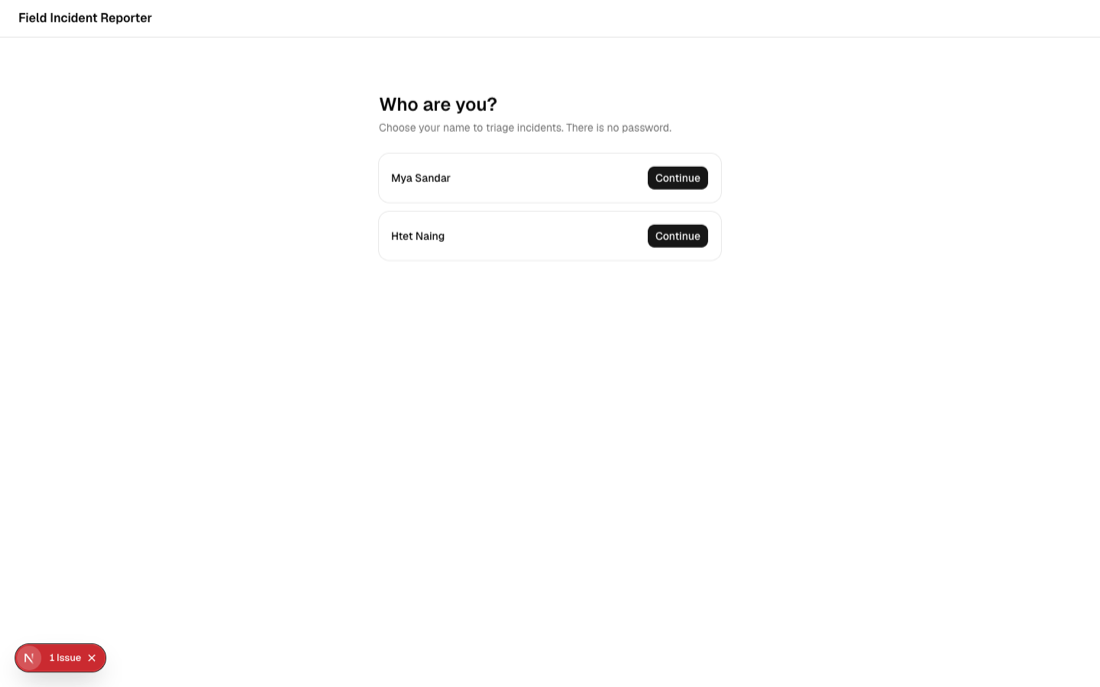 Field Incident Reporter
Who are you?
Choose your name to triage incidents. There is no password.
Mya Sandar
Continue
Htet Naing
Continue
N 1 Issue